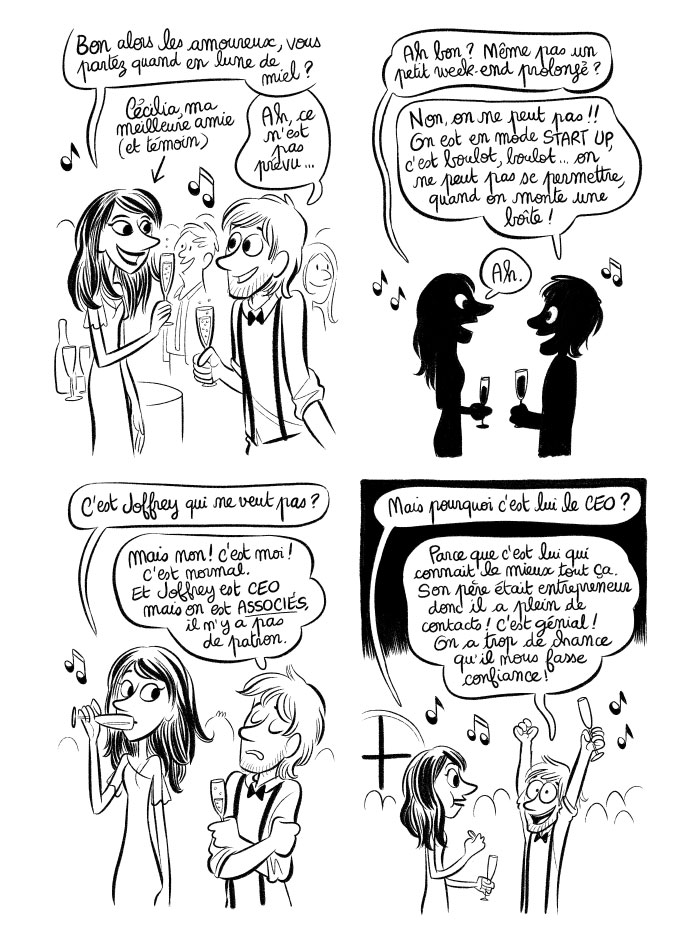 Bon alors les amoureux, vous
partez quand en lune de
miel ?
Cécilia, ma
meilleure amie
(et témoin)
Ah, ce
n'est
pas
prévu...
Ah bon ? Même pas un
petit week-end prolongé ?
Non, on ne peut pas !!
On est en mode START UP,
c'est boulot, boulot... on
ne peut pas se permettre,
quand on monte une
boîte !
Ah.
C'est Joffrey qui ne veut pas ?
Mais non ! c'est moi !
C'est normal.
Et Joffrey est CEO
mais on est ASSOCIÉS,
il n'y a pas
de patron.
Mais pourquoi c'est lui le CEO ?
Parce que c'est lui qui
connait le mieux tout ça.
Son père était entrepreneur
donc il a plein de
contacts ! C'est génial !
On a trop de chance
qu'il nous fasse
confiance !